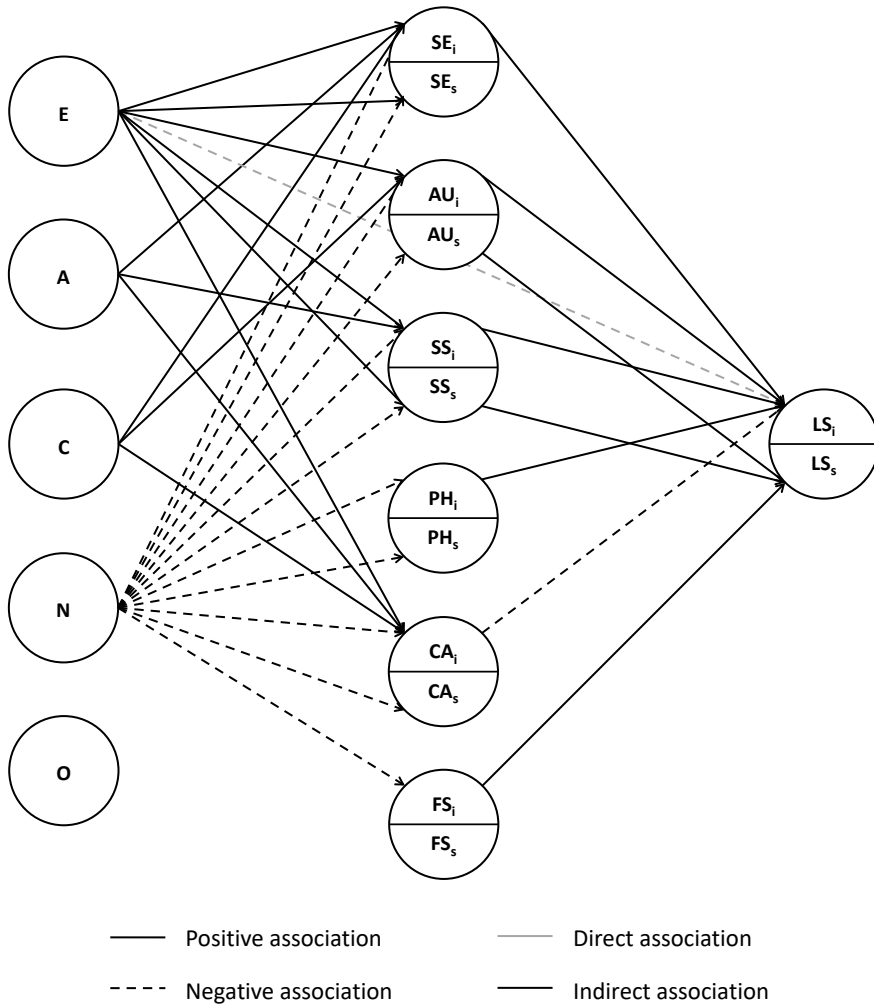 E
A
C
N
O
SEᵢ
SEₛ
AUᵢ
AUₛ
SSᵢ
SSₛ
PHᵢ
PHₛ
CAᵢ
CAₛ
FSᵢ
FSₛ
LSᵢ
LSₛ
Positive association
Direct association
Negative association
Indirect association